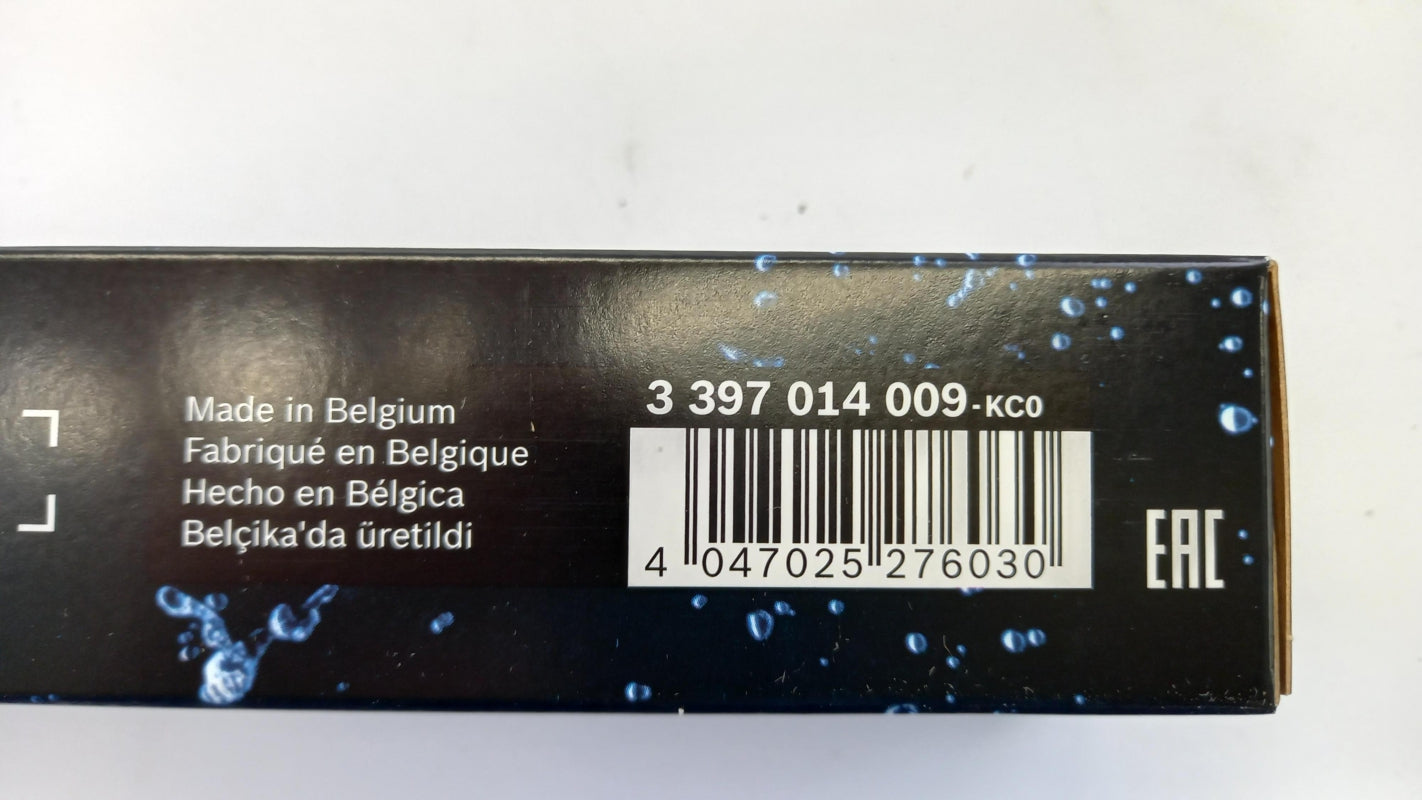 Made in Belgium
Fabriqué en Belgique
Hecho en Bélgica
Belçika'da üretildi
3 397 014 009-KC0
4 047025 276030
EAC